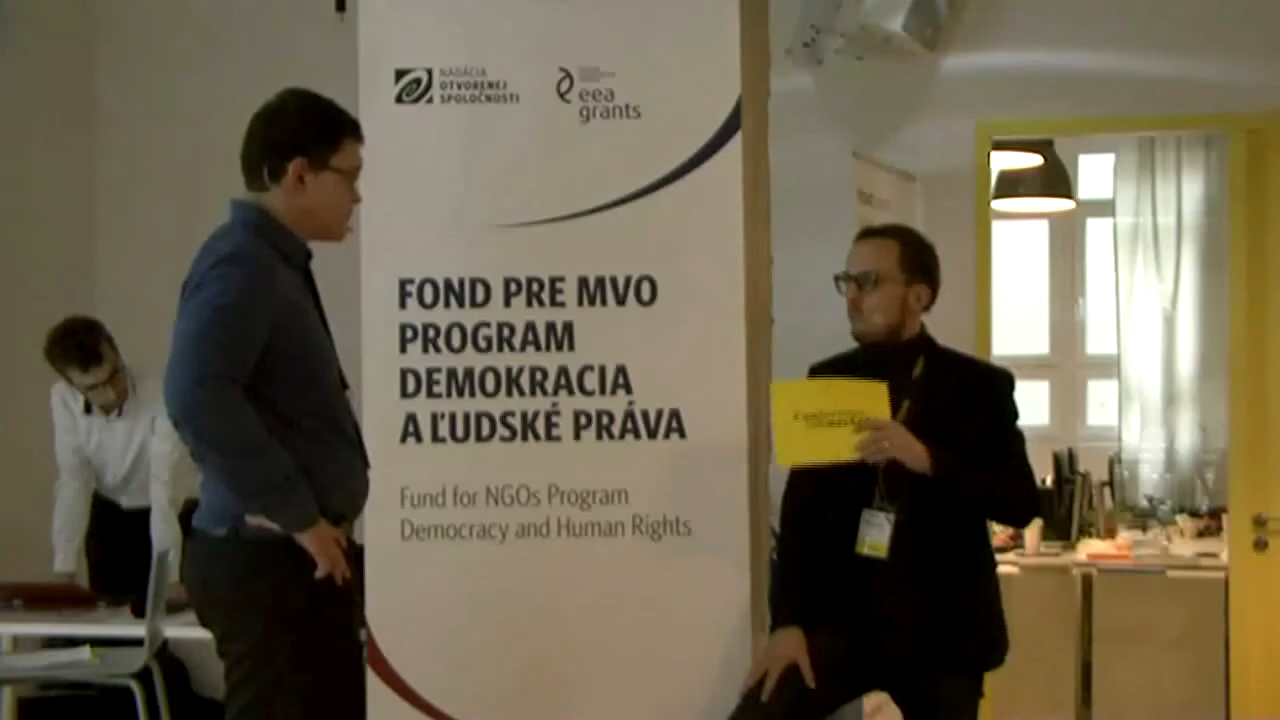 NADÁCIA
OTVORENEJ
SPOLOČNOSTI
eea
grants
FOND PRE MVO
PROGRAM
DEMOKRACIA
A ĽUDSKÉ PRÁVA
Fund for NGOs Program
Democracy and Human Rights